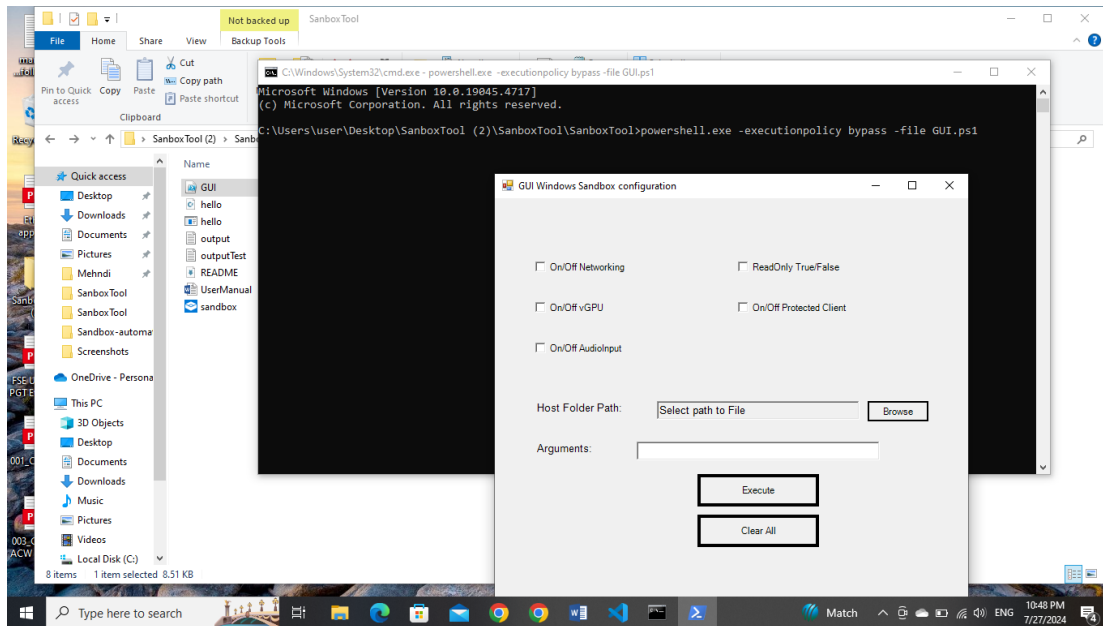 Not backed up
SanboxTool
File
Home
Share
View
Backup Tools
Pin to Quick access
Copy
Paste
Cut
Copy path
Paste shortcut
Clipboard
C:\Windows\System32\cmd.exe - powershell.exe -executionpolicy bypass -file GUI.ps1
Microsoft Windows [Version 10.0.19045.4717]
(c) Microsoft Corporation. All rights reserved.
C:\Users\user\Desktop\SanboxTool (2)\SanboxTool\SanboxTool>powershell.exe -executionpolicy bypass -file GUI.ps1
SanboxTool (2)
Name
Quick access
Desktop
Downloads
Documents
Pictures
Mehndi
SanboxTool
SanboxTool
Sandbox-automa
Screenshots
OneDrive - Persona
This PC
3D Objects
Desktop
Documents
Downloads
Music
Pictures
Videos
Local Disk (C:)
GUI
hello
hello
output
outputTest
README
UserManual
sandbox
GUI Windows Sandbox configuration
On/Off Networking
ReadOnly True/False
On/Off vGPU
On/Off Protected Client
On/Off AudioInput
Host Folder Path:
Select path to File
Browse
Arguments:
Execute
Clear All
8 items
1 item selected 8.51 KB
Type here to search
Match
ENG
10:48 PM
7/27/2024
4